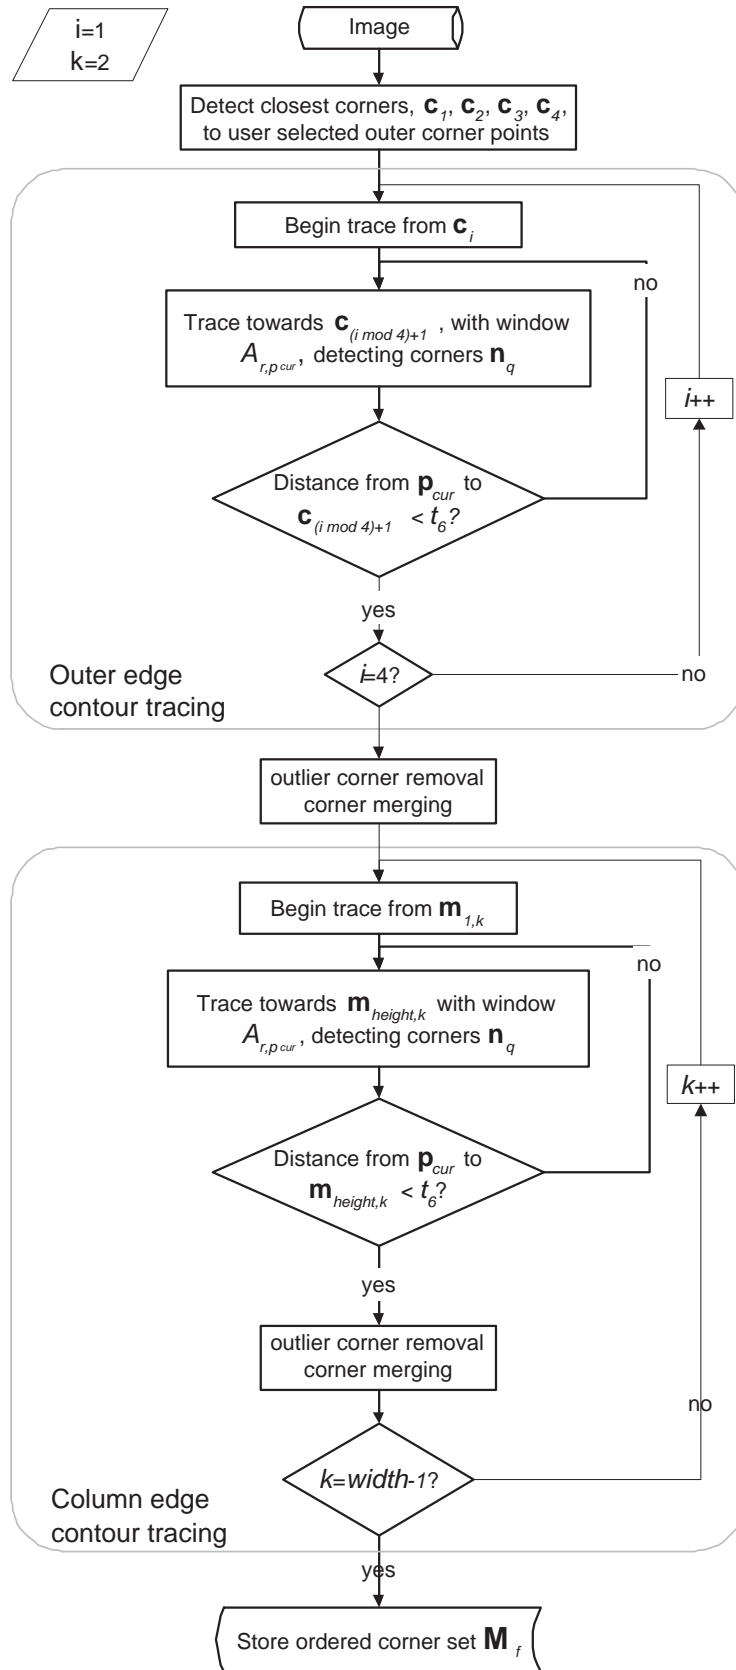 i=1
k=2
Image
Detect closest corners, c1, c2, c3, c4,
to user selected outer corner points
Begin trace from ci
no
Trace towards c(i mod 4)+1 , with window
Ar,pcur, detecting corners nq
i++
Distance from pcur to
c(i mod 4)+1 < t6?
yes
i=4?
no
Outer edge
contour tracing
outlier corner removal
corner merging
Begin trace from m1,k
no
Trace towards mheight,k with window
Ar,pcur, detecting corners nq
k++
Distance from pcur to
mheight,k < t6?
yes
outlier corner removal
corner merging
no
k=width-1?
Column edge
contour tracing
yes
Store ordered corner set Mf